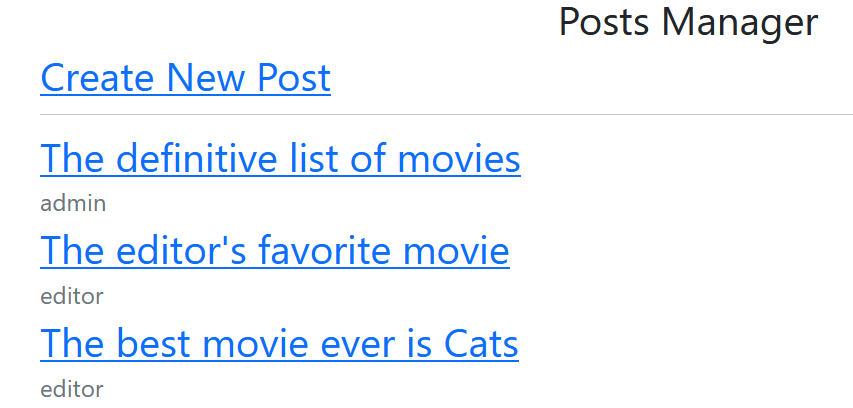 Posts Manager
Create New Post
The definitive list of movies
admin
The editor's favorite movie
editor
The best movie ever is Cats
editor